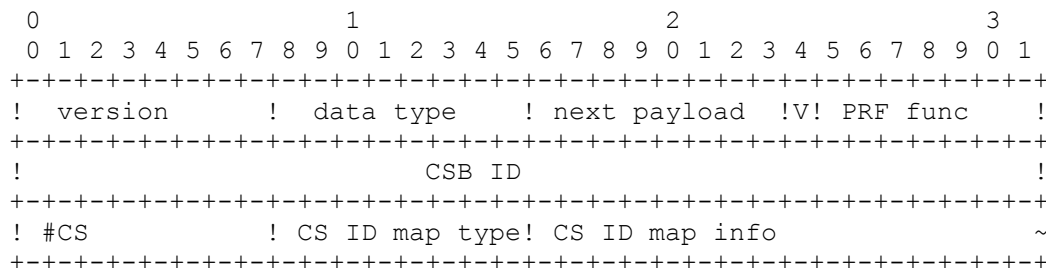 0                   1                   2                   3
 0 1 2 3 4 5 6 7 8 9 0 1 2 3 4 5 6 7 8 9 0 1 2 3 4 5 6 7 8 9 0 1
+-+-+-+-+-+-+-+-+-+-+-+-+-+-+-+-+-+-+-+-+-+-+-+-+-+-+-+-+-+-+-+-+
!  version      !  data type    ! next payload  !V! PRF func    !
+-+-+-+-+-+-+-+-+-+-+-+-+-+-+-+-+-+-+-+-+-+-+-+-+-+-+-+-+-+-+-+-+
!                         CSB ID                                !
+-+-+-+-+-+-+-+-+-+-+-+-+-+-+-+-+-+-+-+-+-+-+-+-+-+-+-+-+-+-+-+-+
! #CS           ! CS ID map type! CS ID map info                ~
+-+-+-+-+-+-+-+-+-+-+-+-+-+-+-+-+-+-+-+-+-+-+-+-+-+-+-+-+-+-+-+-+